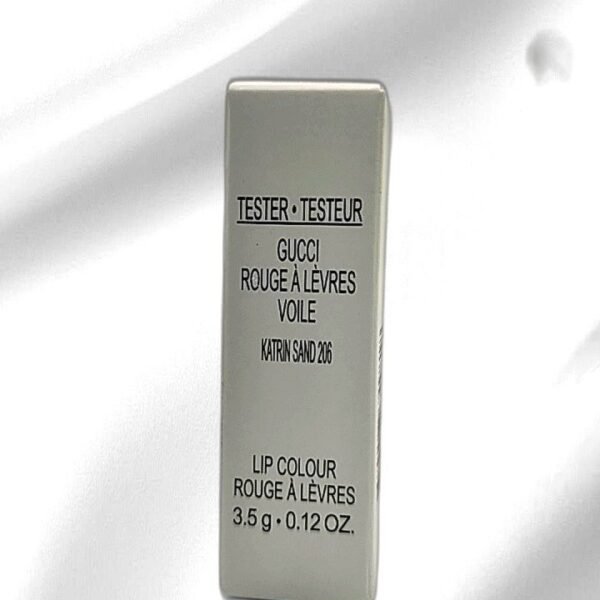 TESTER • TESTEUR
GUCCI
ROUGE À LÈVRES
VOILE
KATRIN SAND 206
LIP COLOUR
ROUGE À LÈVRES
3.5 g • 0.12 OZ.